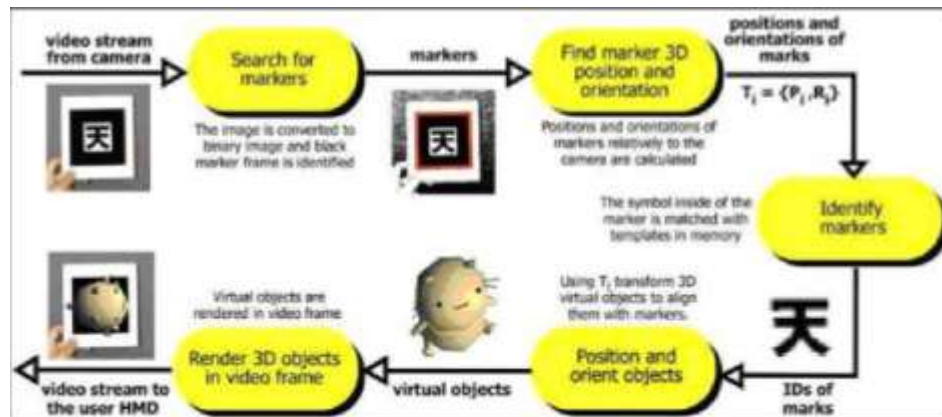 video stream
from camera
Search for
markers
The image is converted to
binary image and black
marker frame is identified
markers
Find marker 3D
position and
orientation
Positions and orientations of
markers relatively to the
camera are calculated
positions and
orientations of
marks
Tᵢ = {Pᵢ ,Rᵢ}
天
天
The symbol inside of the
marker is matched with
templates in memory
Identify
markers
天
IDs of
marks
Using Tᵢ transform 3D
virtual objects to align
them with markers.
Position and
orient objects
virtual objects
Virtual objects are
rendered in video frame
Render 3D objects
in video frame
video stream to
the user HMD